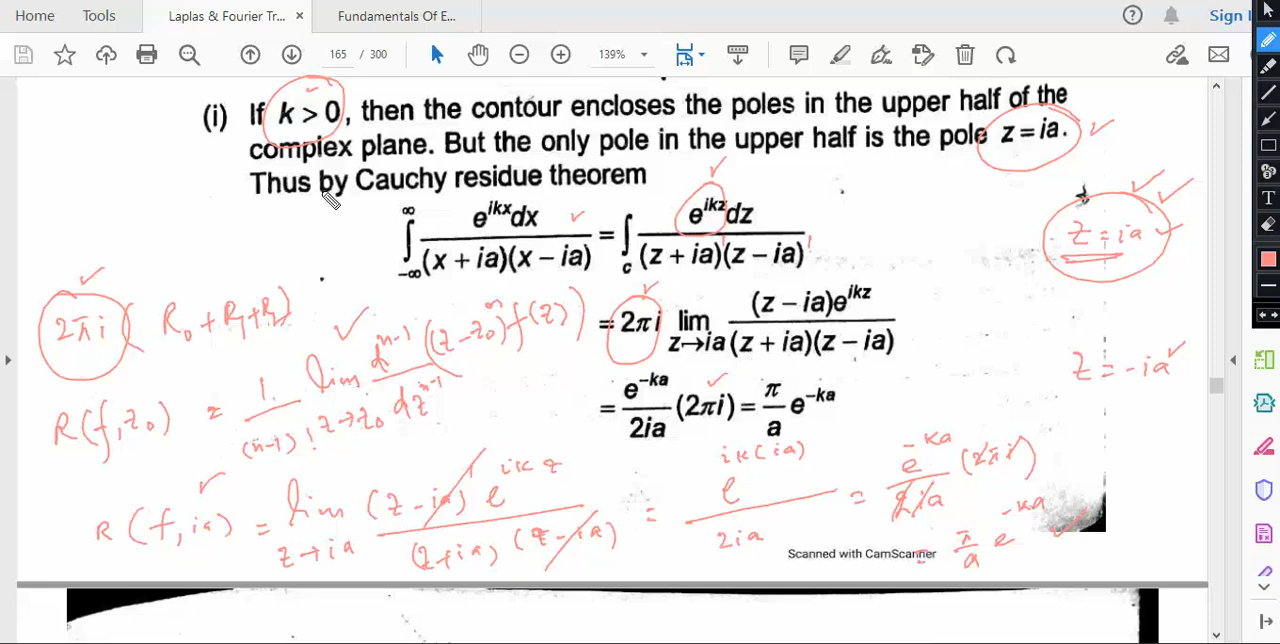 Home Tools Laplas & Fourier Tr... × Fundamentals Of E... Sign I
165 / 300 139%
(i) If k > 0, then the contour encloses the poles in the upper half of the
complex plane. But the only pole in the upper half is the pole z = ia.
Thus by Cauchy residue theorem
∫_{-∞}^{∞} e^{ikx}dx / (x + ia)(x − ia) = ∫_c e^{ikz}dz / (z + ia)(z − ia)
z = ia
2πi ( R₀ + R₁ + R₂ )
= 2πi lim_{z→ia} (z − ia)e^{ikz} / (z + ia)(z − ia)
z = -ia
R(f, z₀) = 1/(n-1)! lim_{z→z₀} d^{n-1}/dz^{n-1} (z-z₀)^n f(z))
= e^{-ka} / 2ia (2πi) = π/a e^{-ka}
R(f, ia) = lim_{z→ia} (z-ia) e^{ikz} / (z+ia)(z-ia) = e^{ik(ia)} / 2ia = e^{-ka} / 2ia (2πi)
= π/a e^{-ka}
Scanned with CamScanner